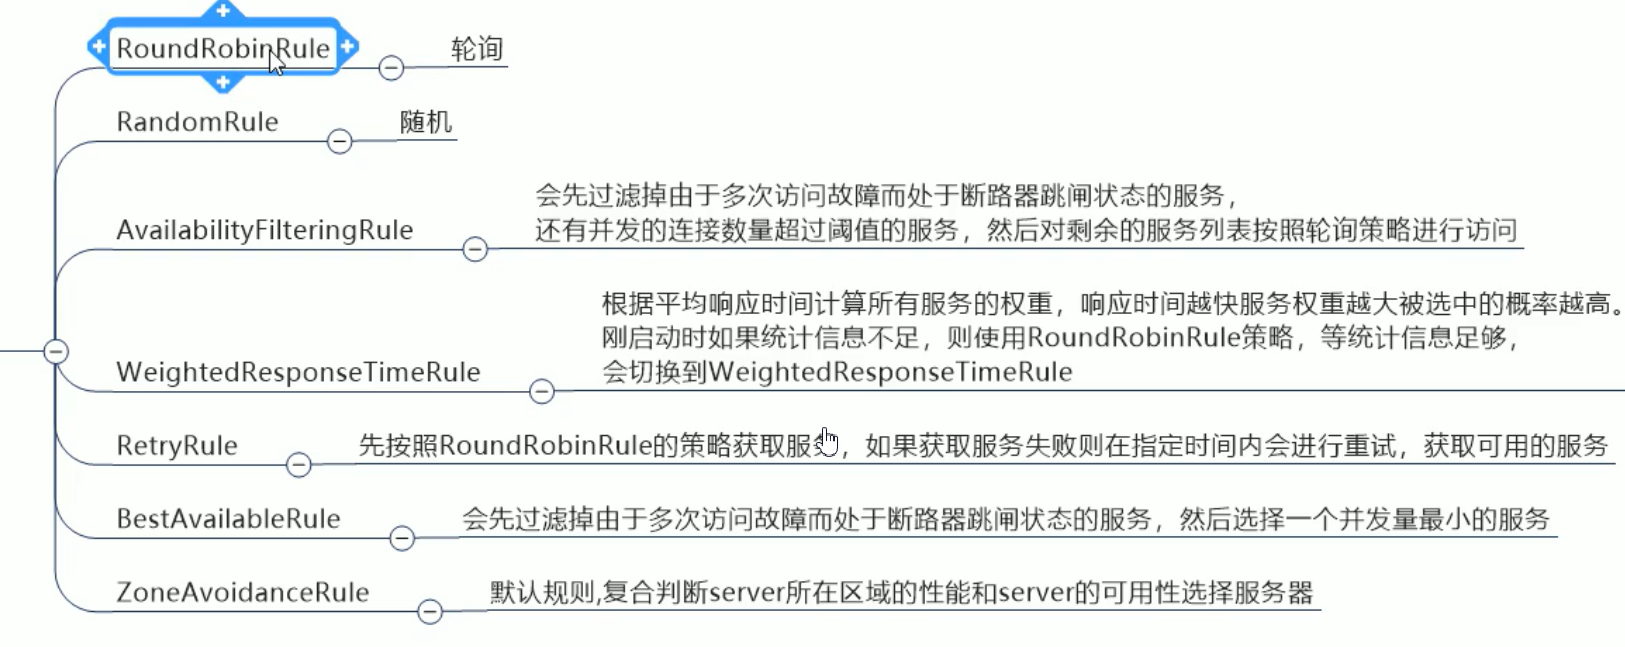 RoundRobinRule
轮询
RandomRule
随机
AvailabilityFilteringRule
会先过滤掉由于多次访问故障而处于断路器跳闸状态的服务,
还有并发的连接数量超过阈值的服务，然后对剩余的服务列表按照轮询策略进行访问
WeightedResponseTimeRule
根据平均响应时间计算所有服务的权重，响应时间越快服务权重越大被选中的概率越高。
刚启动时如果统计信息不足，则使用RoundRobinRule策略，等统计信息足够,
会切换到WeightedResponseTimeRule
RetryRule
先按照RoundRobinRule的策略获取服务，如果获取服务失败则在指定时间内会进行重试，获取可用的服务
BestAvailableRule
会先过滤掉由于多次访问故障而处于断路器跳闸状态的服务，然后选择一个并发量最小的服务
ZoneAvoidanceRule
默认规则,复合判断server所在区域的性能和server的可用性选择服务器